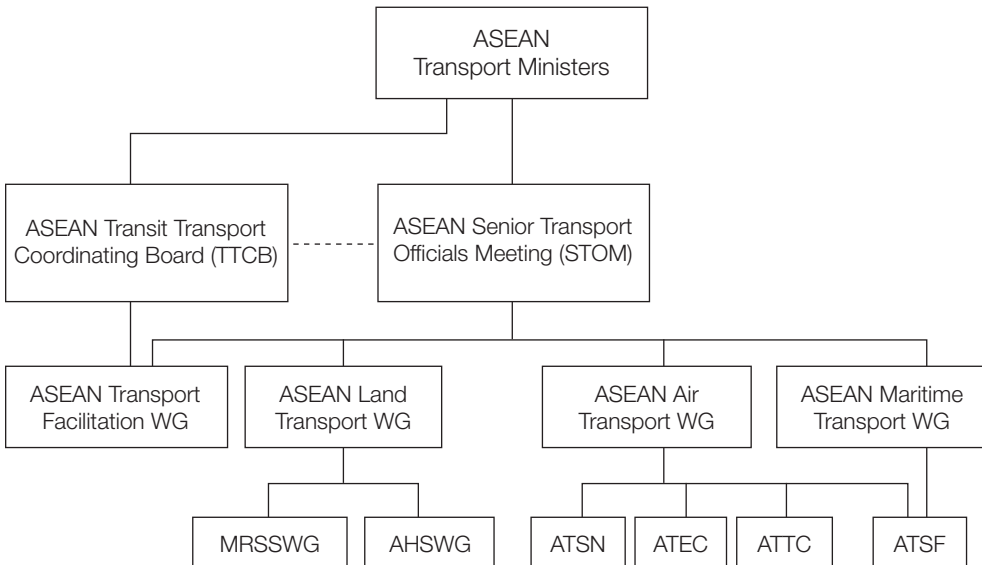 ASEAN
Transport Ministers
ASEAN Transit Transport
Coordinating Board (TTCB)
ASEAN Senior Transport
Officials Meeting (STOM)
ASEAN Transport
Facilitation WG
ASEAN Land
Transport WG
ASEAN Air
Transport WG
ASEAN Maritime
Transport WG
MRSSWG
AHSWG
ATSN
ATEC
ATTC
ATSF